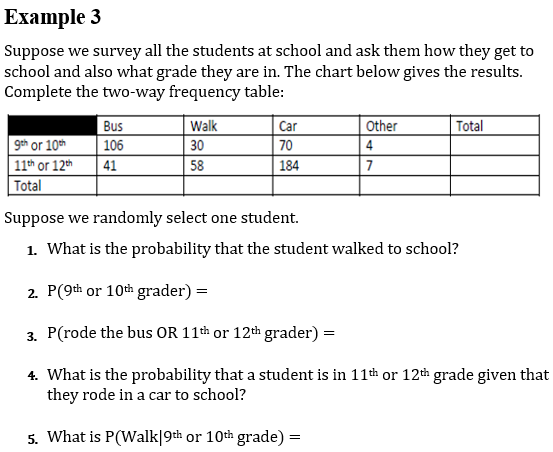 Example 3
Suppose we survey all the students at school and ask them how they get to
school and also what grade they are in. The chart below gives the results.
Complete the two-way frequency table:
Bus Walk Car Other Total
9th or 10th 106 30 70 4
11th or 12th 41 58 184 7
Total
Suppose we randomly select one student.
1. What is the probability that the student walked to school?
2. P(9th or 10th grader) =
3. P(rode the bus OR 11th or 12th grader) =
4. What is the probability that a student is in 11th or 12th grade given that
they rode in a car to school?
5. What is P(Walk|9th or 10th grade) =